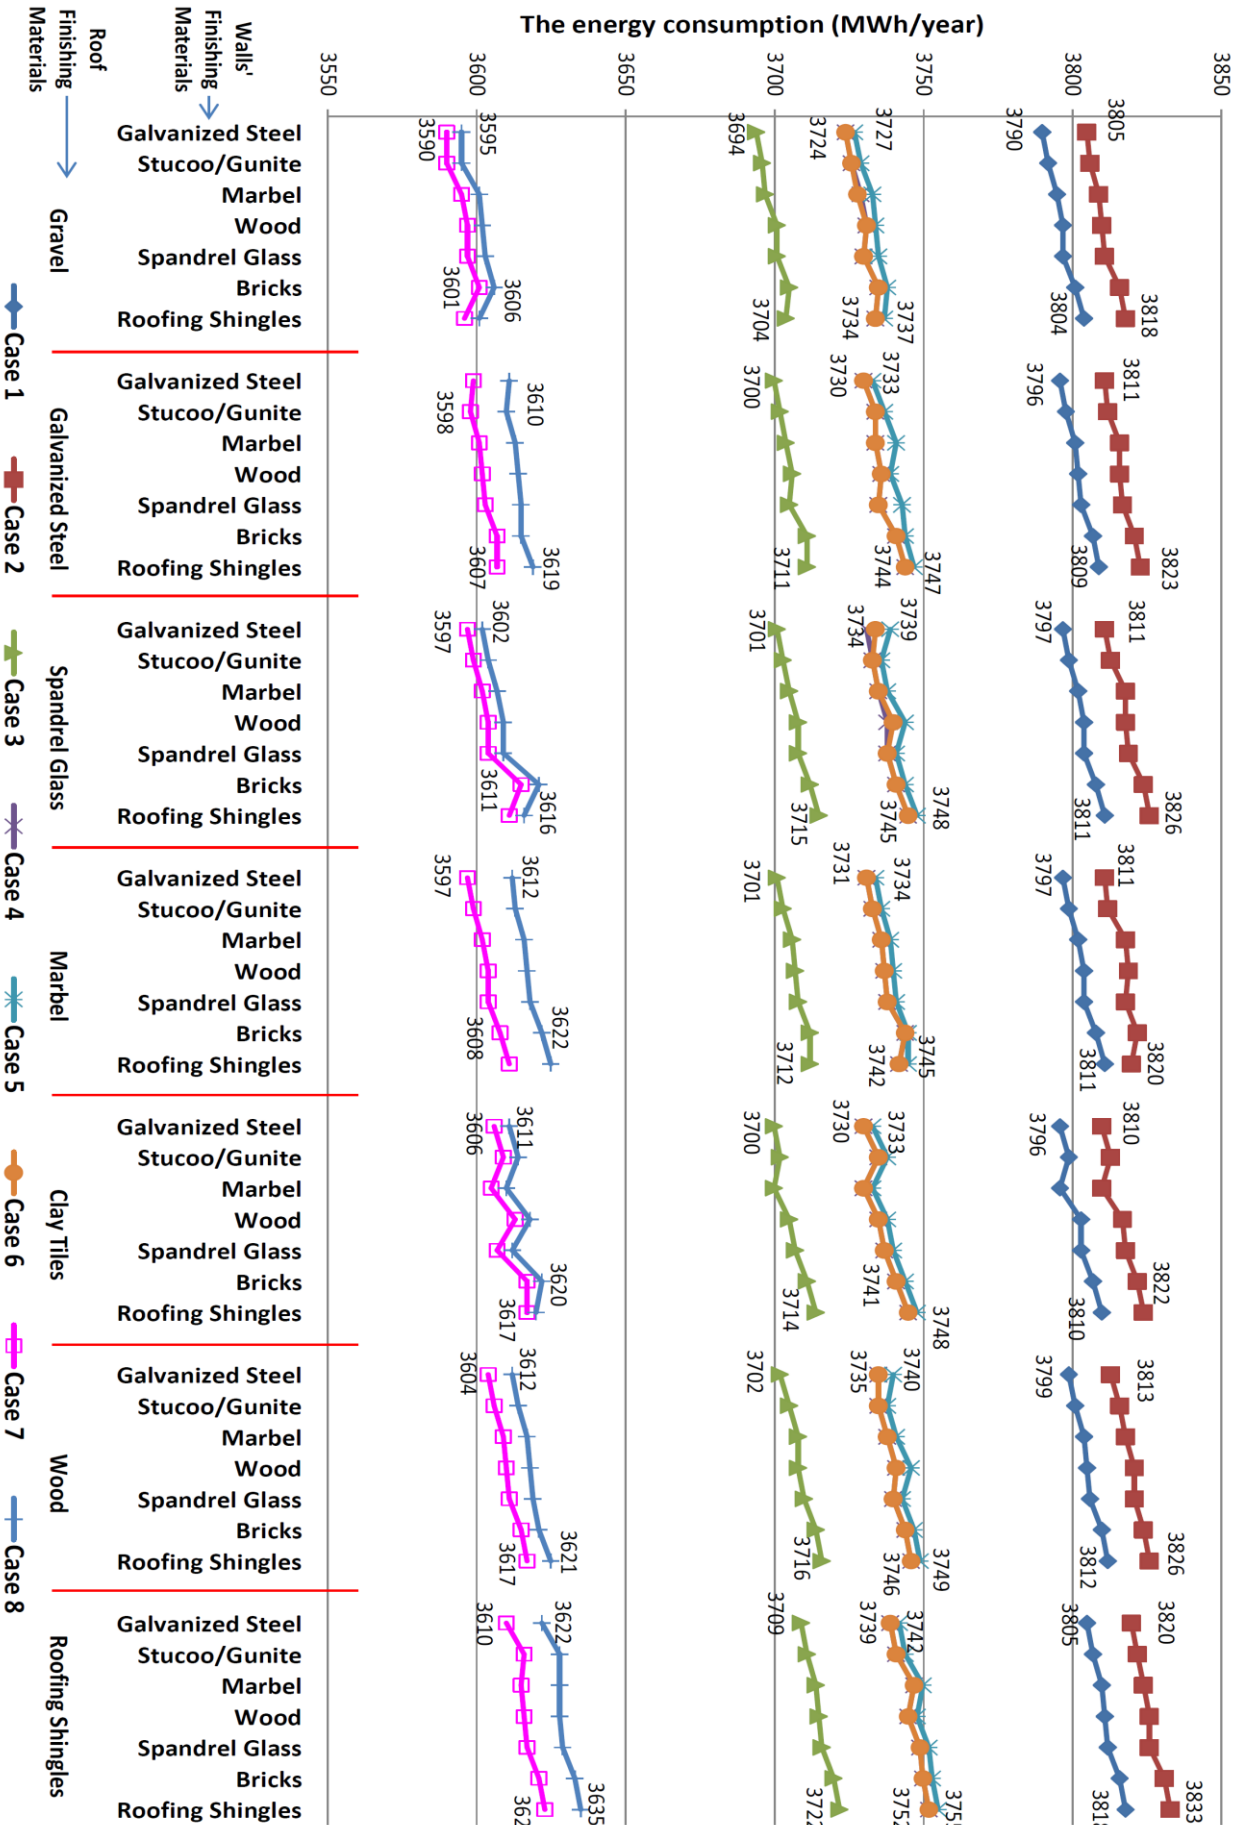 The energy consumption (MWh/year)
3850
3800
3750
3700
3650
3600
3550
3805
3818
3811
3823
3811
3826
3811
3820
3810
3822
3813
3826
3820
3833
3790
3804
3796
3809
3797
3811
3797
3811
3796
3810
3799
3812
3805
3818
3727
3737
3733
3747
3739
3748
3734
3745
3733
3748
3740
3749
3742
3724
3734
3730
3744
3734
3745
3731
3742
3730
3741
3735
3746
3739
3752
3694
3704
3700
3711
3701
3715
3701
3712
3700
3714
3702
3716
3709
3722
3595
3606
3610
3619
3602
3616
3612
3622
3611
3620
3612
3621
3622
3635
3590
3601
3598
3607
3597
3611
3597
3608
3606
3617
3604
3617
3610
Walls'
Finishing
Materials
Galvanized Steel
Stucoo/Gunite
Marbel
Wood
Spandrel Glass
Bricks
Roofing Shingles
Galvanized Steel
Stucoo/Gunite
Marbel
Wood
Spandrel Glass
Bricks
Roofing Shingles
Galvanized Steel
Stucoo/Gunite
Marbel
Wood
Spandrel Glass
Bricks
Roofing Shingles
Galvanized Steel
Stucoo/Gunite
Marbel
Wood
Spandrel Glass
Bricks
Roofing Shingles
Galvanized Steel
Stucoo/Gunite
Marbel
Wood
Spandrel Glass
Bricks
Roofing Shingles
Galvanized Steel
Stucoo/Gunite
Marbel
Wood
Spandrel Glass
Bricks
Roofing Shingles
Galvanized Steel
Stucoo/Gunite
Marbel
Wood
Spandrel Glass
Bricks
Roofing Shingles
Roof
Finishing
Materials
Gravel
Galvanized Steel
Spandrel Glass
Marbel
Clay Tiles
Wood
Roofing Shingles
Case 1
Case 2
Case 3
Case 4
Case 5
Case 6
Case 7
Case 8